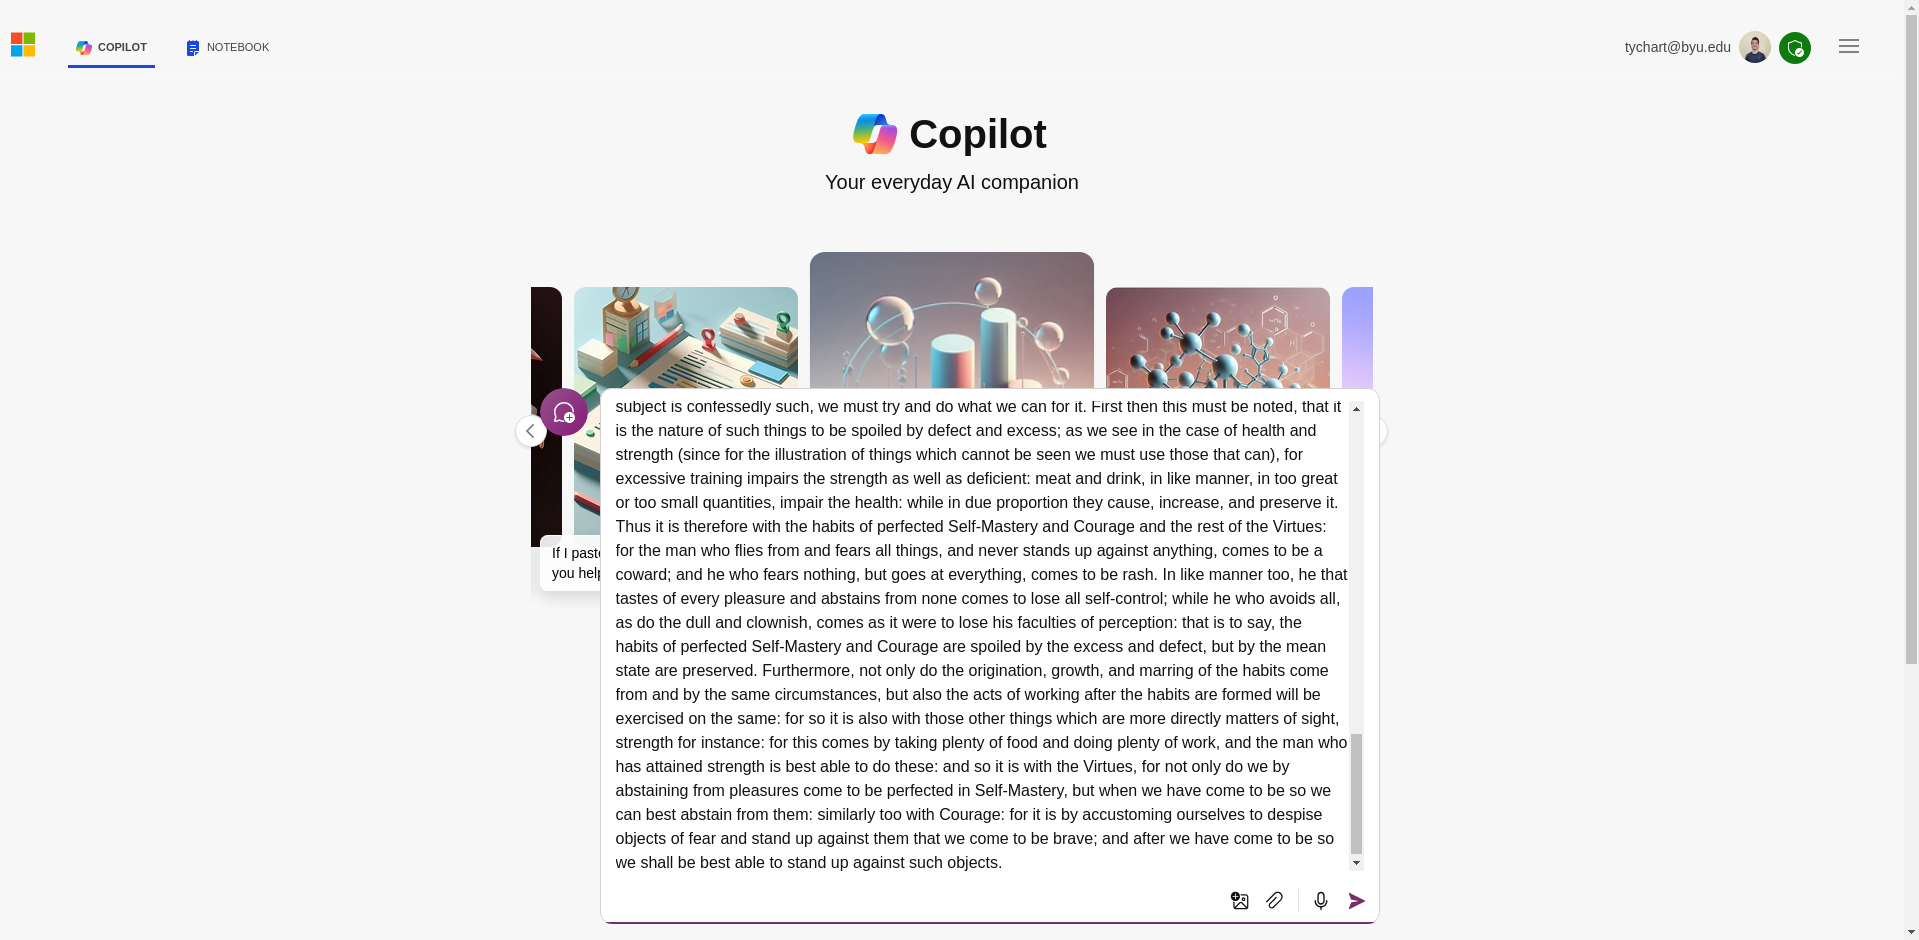 COPILOT
NOTEBOOK
tychart@byu.edu
Copilot
Your everyday AI companion
If I paste
you help
subject is confessedly such, we must try and do what we can for it. First then this must be noted, that it
is the nature of such things to be spoiled by defect and excess; as we see in the case of health and
strength (since for the illustration of things which cannot be seen we must use those that can), for
excessive training impairs the strength as well as deficient: meat and drink, in like manner, in too great
or too small quantities, impair the health: while in due proportion they cause, increase, and preserve it.
Thus it is therefore with the habits of perfected Self-Mastery and Courage and the rest of the Virtues:
for the man who flies from and fears all things, and never stands up against anything, comes to be a
coward; and he who fears nothing, but goes at everything, comes to be rash. In like manner too, he that
tastes of every pleasure and abstains from none comes to lose all self-control; while he who avoids all,
as do the dull and clownish, comes as it were to lose his faculties of perception: that is to say, the
habits of perfected Self-Mastery and Courage are spoiled by the excess and defect, but by the mean
state are preserved. Furthermore, not only do the origination, growth, and marring of the habits come
from and by the same circumstances, but also the acts of working after the habits are formed will be
exercised on the same: for so it is also with those other things which are more directly matters of sight,
strength for instance: for this comes by taking plenty of food and doing plenty of work, and the man who
has attained strength is best able to do these: and so it is with the Virtues, for not only do we by
abstaining from pleasures come to be perfected in Self-Mastery, but when we have come to be so we
can best abstain from them: similarly too with Courage: for it is by accustoming ourselves to despise
objects of fear and stand up against them that we come to be brave; and after we have come to be so
we shall be best able to stand up against such objects.